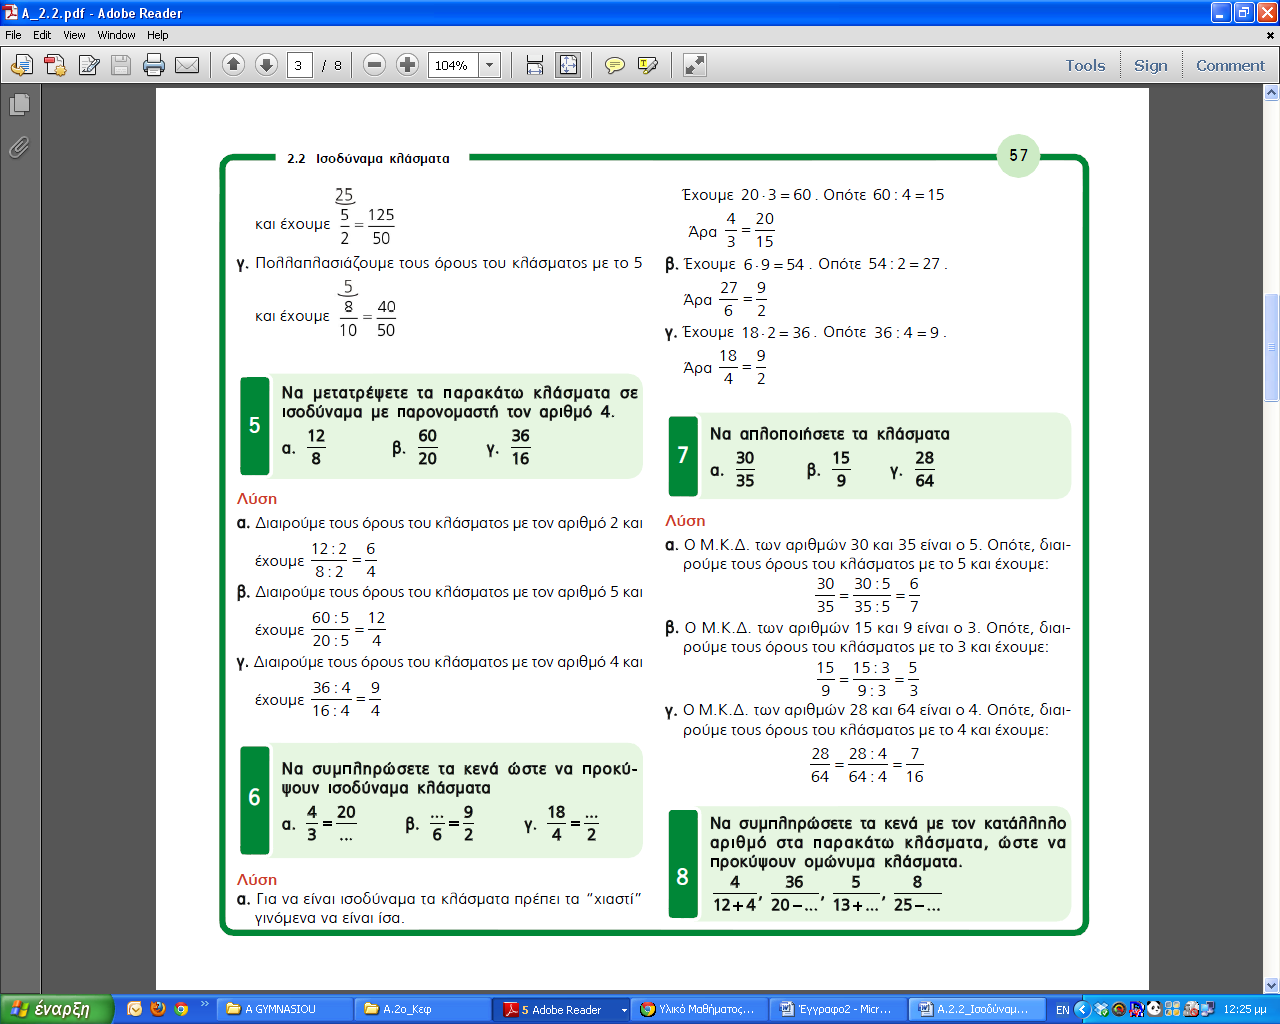 A_2.2.pdf - Adobe Reader
File Edit View Window Help
3 / 8 104% Tools Sign Comment
2.2 Ισοδύναμα κλάσματα
57
25
και έχουμε 5/2 = 125/50
γ. Πολλαπλασιάζουμε τους όρους του κλάσματος με το 5
5
και έχουμε 8/10 = 40/50
5
Να μετατρέψετε τα παρακάτω κλάσματα σε
ισοδύναμα με παρονομαστή τον αριθμό 4.
α. 12/8 β. 60/20 γ. 36/16
Λύση
α. Διαιρούμε τους όρους του κλάσματος με τον αριθμό 2 και
έχουμε 12 : 2/8 : 2 = 6/4
β. Διαιρούμε τους όρους του κλάσματος με τον αριθμό 5 και
έχουμε 60 : 5/20 : 5 = 12/4
γ. Διαιρούμε τους όρους του κλάσματος με τον αριθμό 4 και
έχουμε 36 : 4/16 : 4 = 9/4
6
Να συμπληρώσετε τα κενά ώστε να προκύ-
ψουν ισοδύναμα κλάσματα
α. 4/3 = 20/... β. .../6 = 9/2 γ. 18/4 = .../2
Λύση
α. Για να είναι ισοδύναμα τα κλάσματα πρέπει τα “χιαστί”
γινόμενα να είναι ίσα.
Έχουμε 20 · 3 = 60 . Οπότε 60 : 4 = 15
Άρα 4/3 = 20/15
β. Έχουμε 6 · 9 = 54 . Οπότε 54 : 2 = 27 .
Άρα 27/6 = 9/2
γ. Έχουμε 18 · 2 = 36 . Οπότε 36 : 4 = 9 .
Άρα 18/4 = 9/2
7
Να απλοποιήσετε τα κλάσματα
α. 30/35 β. 15/9 γ. 28/64
Λύση
α. Ο Μ.Κ.Δ. των αριθμών 30 και 35 είναι ο 5. Οπότε, διαι-
ρούμε τους όρους του κλάσματος με το 5 και έχουμε:
30/35 = 30 : 5/35 : 5 = 6/7
β. Ο Μ.Κ.Δ. των αριθμών 15 και 9 είναι ο 3. Οπότε, διαι-
ρούμε τους όρους του κλάσματος με το 3 και έχουμε:
15/9 = 15 : 3/9 : 3 = 5/3
γ. Ο Μ.Κ.Δ. των αριθμών 28 και 64 είναι ο 4. Οπότε, διαι-
ρούμε τους όρους του κλάσματος με το 4 και έχουμε:
28/64 = 28 : 4/64 : 4 = 7/16
8
Να συμπληρώσετε τα κενά με τον κατάλληλο
αριθμό στα παρακάτω κλάσματα, ώστε να
προκύψουν ομώνυμα κλάσματα.
4/12 + 4, 36/20 − ..., 5/13 + ..., 8/25 − ...
έναρξη » A GYMNASIOU A.2ο_Κεφ 5 Adobe Reader Υλικό Μαθήματος... Έγγραφο2 - Micr... A.2.2_Ισοδύναμ... EN 12:25 μμ